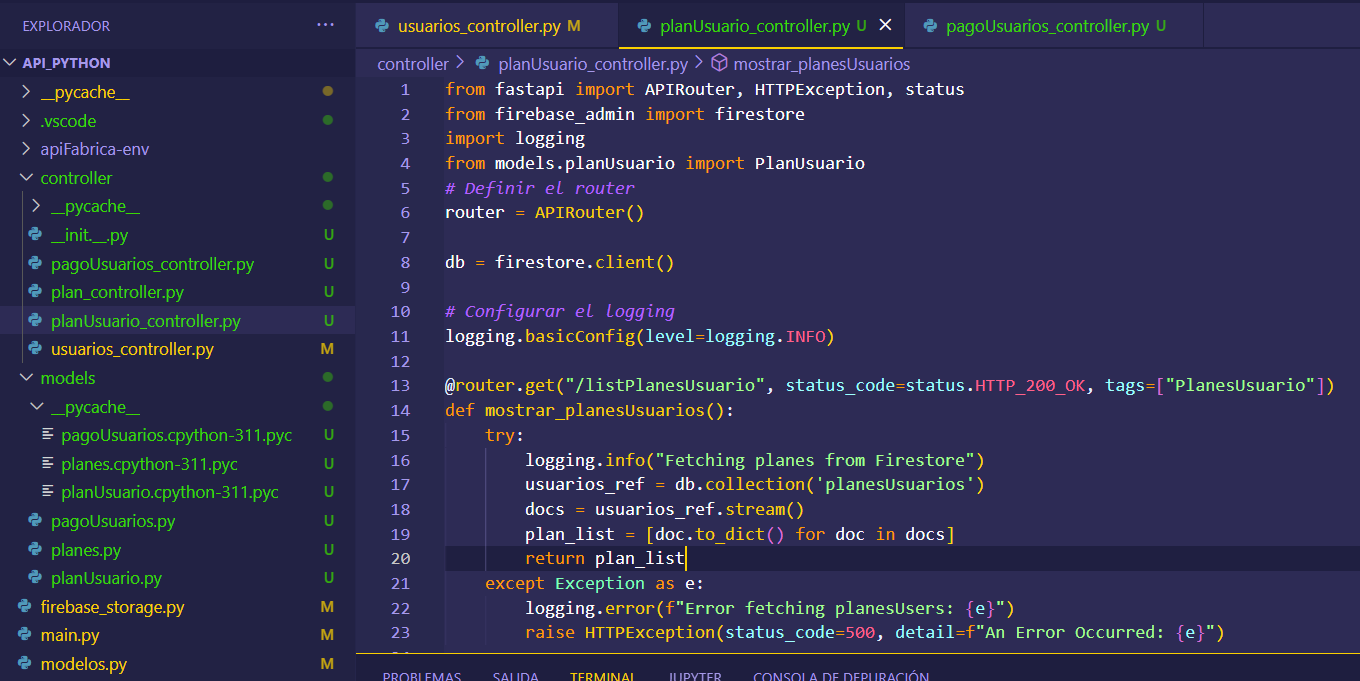 EXPLORADOR ...
API_PYTHON
__pycache__
.vscode
apiFabrica-env
controller
__pycache__
__init.__.py U
pagoUsuarios_controller.py U
plan_controller.py U
planUsuario_controller.py U
usuarios_controller.py M
models
__pycache__
pagoUsuarios.cpython-311.pyc U
planes.cpython-311.pyc U
planUsuario.cpython-311.pyc U
pagoUsuarios.py U
planes.py U
planUsuario.py U
firebase_storage.py M
main.py M
modelos.py M
usuarios_controller.py M planUsuario_controller.py U × pagoUsuarios_controller.py U
controller > planUsuario_controller.py > mostrar_planesUsuarios
1 from fastapi import APIRouter, HTTPException, status
2 from firebase_admin import firestore
3 import logging
4 from models.planUsuario import PlanUsuario
5 # Definir el router
6 router = APIRouter()
7
8 db = firestore.client()
9
10 # Configurar el logging
11 logging.basicConfig(level=logging.INFO)
12
13 @router.get("/listPlanesUsuario", status_code=status.HTTP_200_OK, tags=["PlanesUsuario"])
14 def mostrar_planesUsuarios():
15 try:
16 logging.info("Fetching planes from Firestore")
17 usuarios_ref = db.collection('planesUsuarios')
18 docs = usuarios_ref.stream()
19 plan_list = [doc.to_dict() for doc in docs]
20 return plan_list
21 except Exception as e:
22 logging.error(f"Error fetching planesUsers: {e}")
23 raise HTTPException(status_code=500, detail=f"An Error Occurred: {e}")
PROBLEMAS SALIDA TERMINAL JUPYTER CONSOLA DE DEPURACIÓN